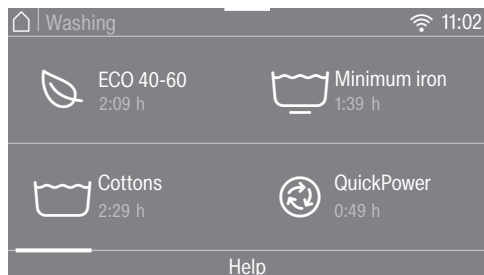 Washing 11:02
ECO 40-60
2:09 h
Minimum iron
1:39 h
Cottons
2:29 h
QuickPower
0:49 h
Help